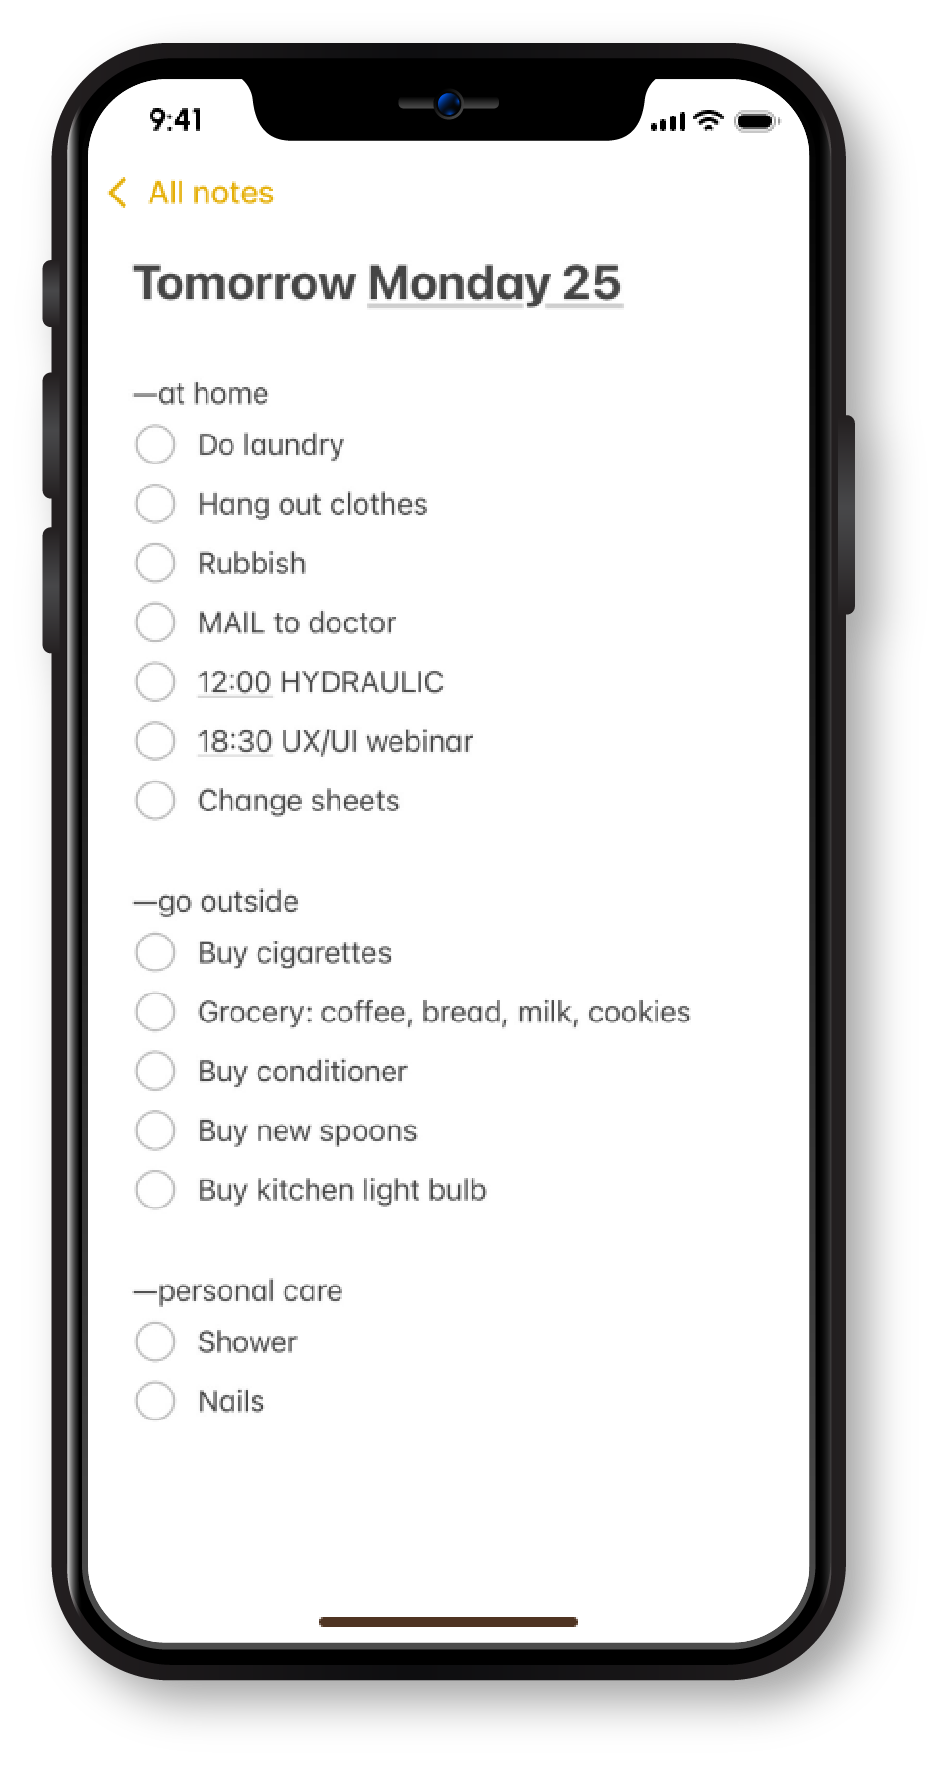 9:41
All notes
Tomorrow Monday 25
—at home
Do laundry
Hang out clothes
Rubbish
MAIL to doctor
12:00 HYDRAULIC
18:30 UX/UI webinar
Change sheets
—go outside
Buy cigarettes
Grocery: coffee, bread, milk, cookies
Buy conditioner
Buy new spoons
Buy kitchen light bulb
—personal care
Shower
Nails